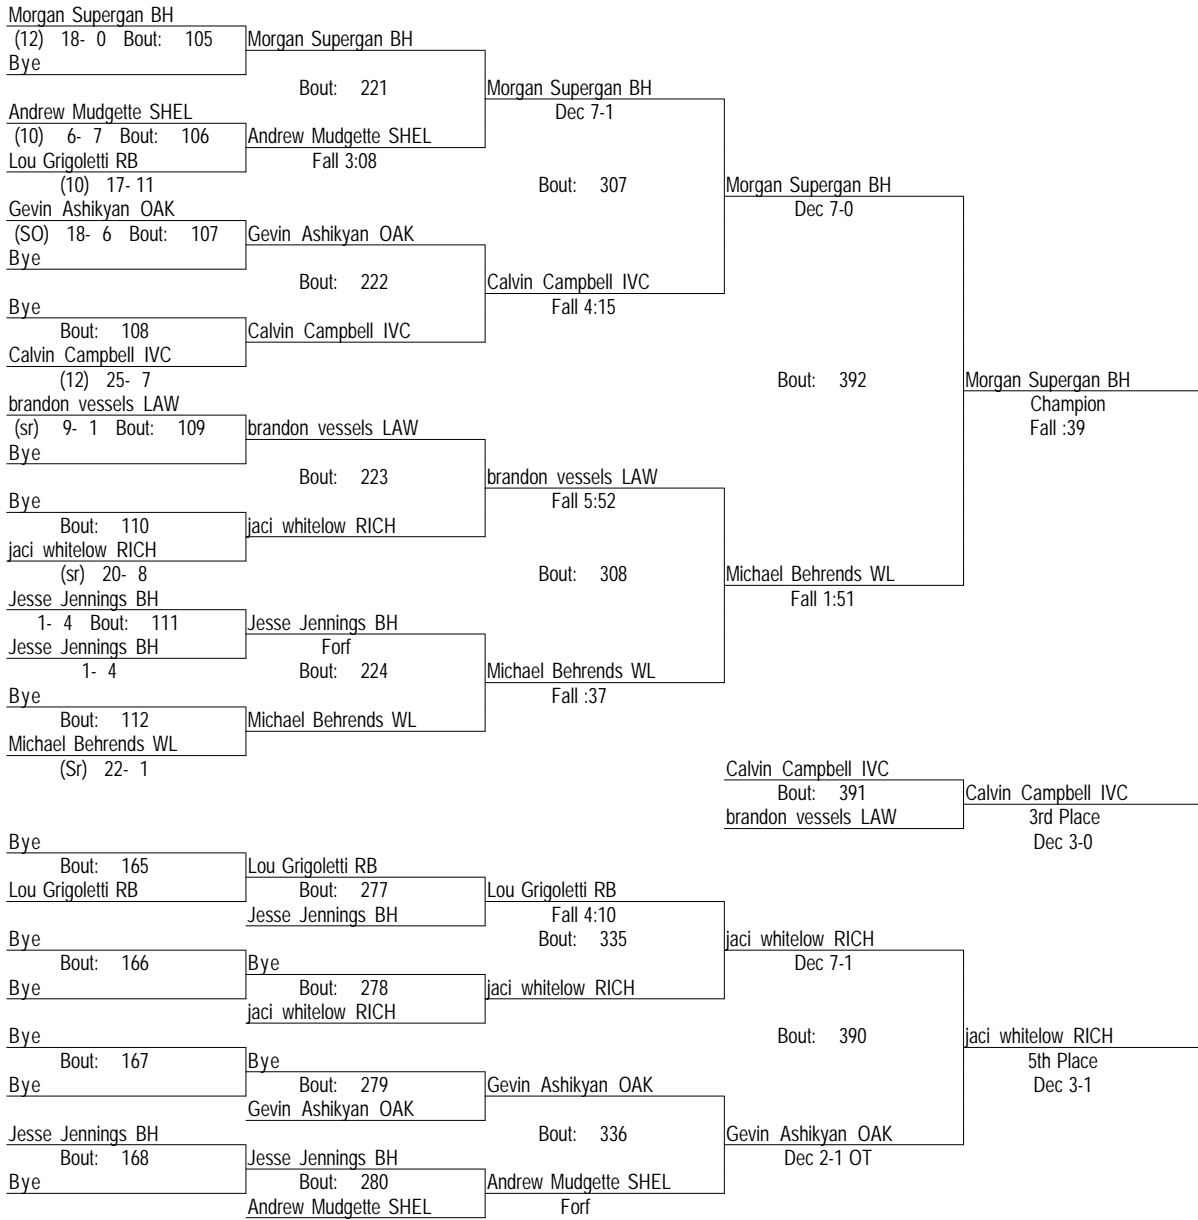 Morgan Supergan BH
(12) 18- 0 Bout: 105
Bye
Morgan Supergan BH
Bout: 221
Andrew Mudgette SHEL
(10) 6- 7 Bout: 106
Lou Grigoletti RB
(10) 17- 11
Andrew Mudgette SHEL
Fall 3:08
Morgan Supergan BH
Dec 7-1
Bout: 307
Gevin Ashikyan OAK
(SO) 18- 6 Bout: 107
Bye
Gevin Ashikyan OAK
Bout: 222
Bye
Bout: 108
Calvin Campbell IVC
(12) 25- 7
Calvin Campbell IVC
Calvin Campbell IVC
Fall 4:15
Morgan Supergan BH
Dec 7-0
Bout: 392
brandon vessels LAW
(sr) 9- 1 Bout: 109
Bye
brandon vessels LAW
Bout: 223
Bye
Bout: 110
jaci whitelow RICH
(sr) 20- 8
jaci whitelow RICH
brandon vessels LAW
Fall 5:52
Bout: 308
Jesse Jennings BH
1- 4 Bout: 111
Jesse Jennings BH
1- 4
Jesse Jennings BH
Forf
Bout: 224
Bye
Bout: 112
Michael Behrends WL
(Sr) 22- 1
Michael Behrends WL
Michael Behrends WL
Fall :37
Michael Behrends WL
Fall 1:51
Morgan Supergan BH
Champion
Fall :39
Calvin Campbell IVC
Bout: 391
brandon vessels LAW
Calvin Campbell IVC
3rd Place
Dec 3-0
Bye
Bout: 165
Lou Grigoletti RB
Lou Grigoletti RB
Bout: 277
Jesse Jennings BH
Lou Grigoletti RB
Fall 4:10
Bout: 335
Bye
Bout: 166
Bye
Bye
Bout: 278
jaci whitelow RICH
jaci whitelow RICH
jaci whitelow RICH
Dec 7-1
Bout: 390
Bye
Bout: 167
Bye
Bye
Bout: 279
Gevin Ashikyan OAK
Gevin Ashikyan OAK
Bout: 336
Jesse Jennings BH
Bout: 168
Bye
Jesse Jennings BH
Bout: 280
Andrew Mudgette SHEL
Andrew Mudgette SHEL
Forf
Gevin Ashikyan OAK
Dec 2-1 OT
jaci whitelow RICH
5th Place
Dec 3-1